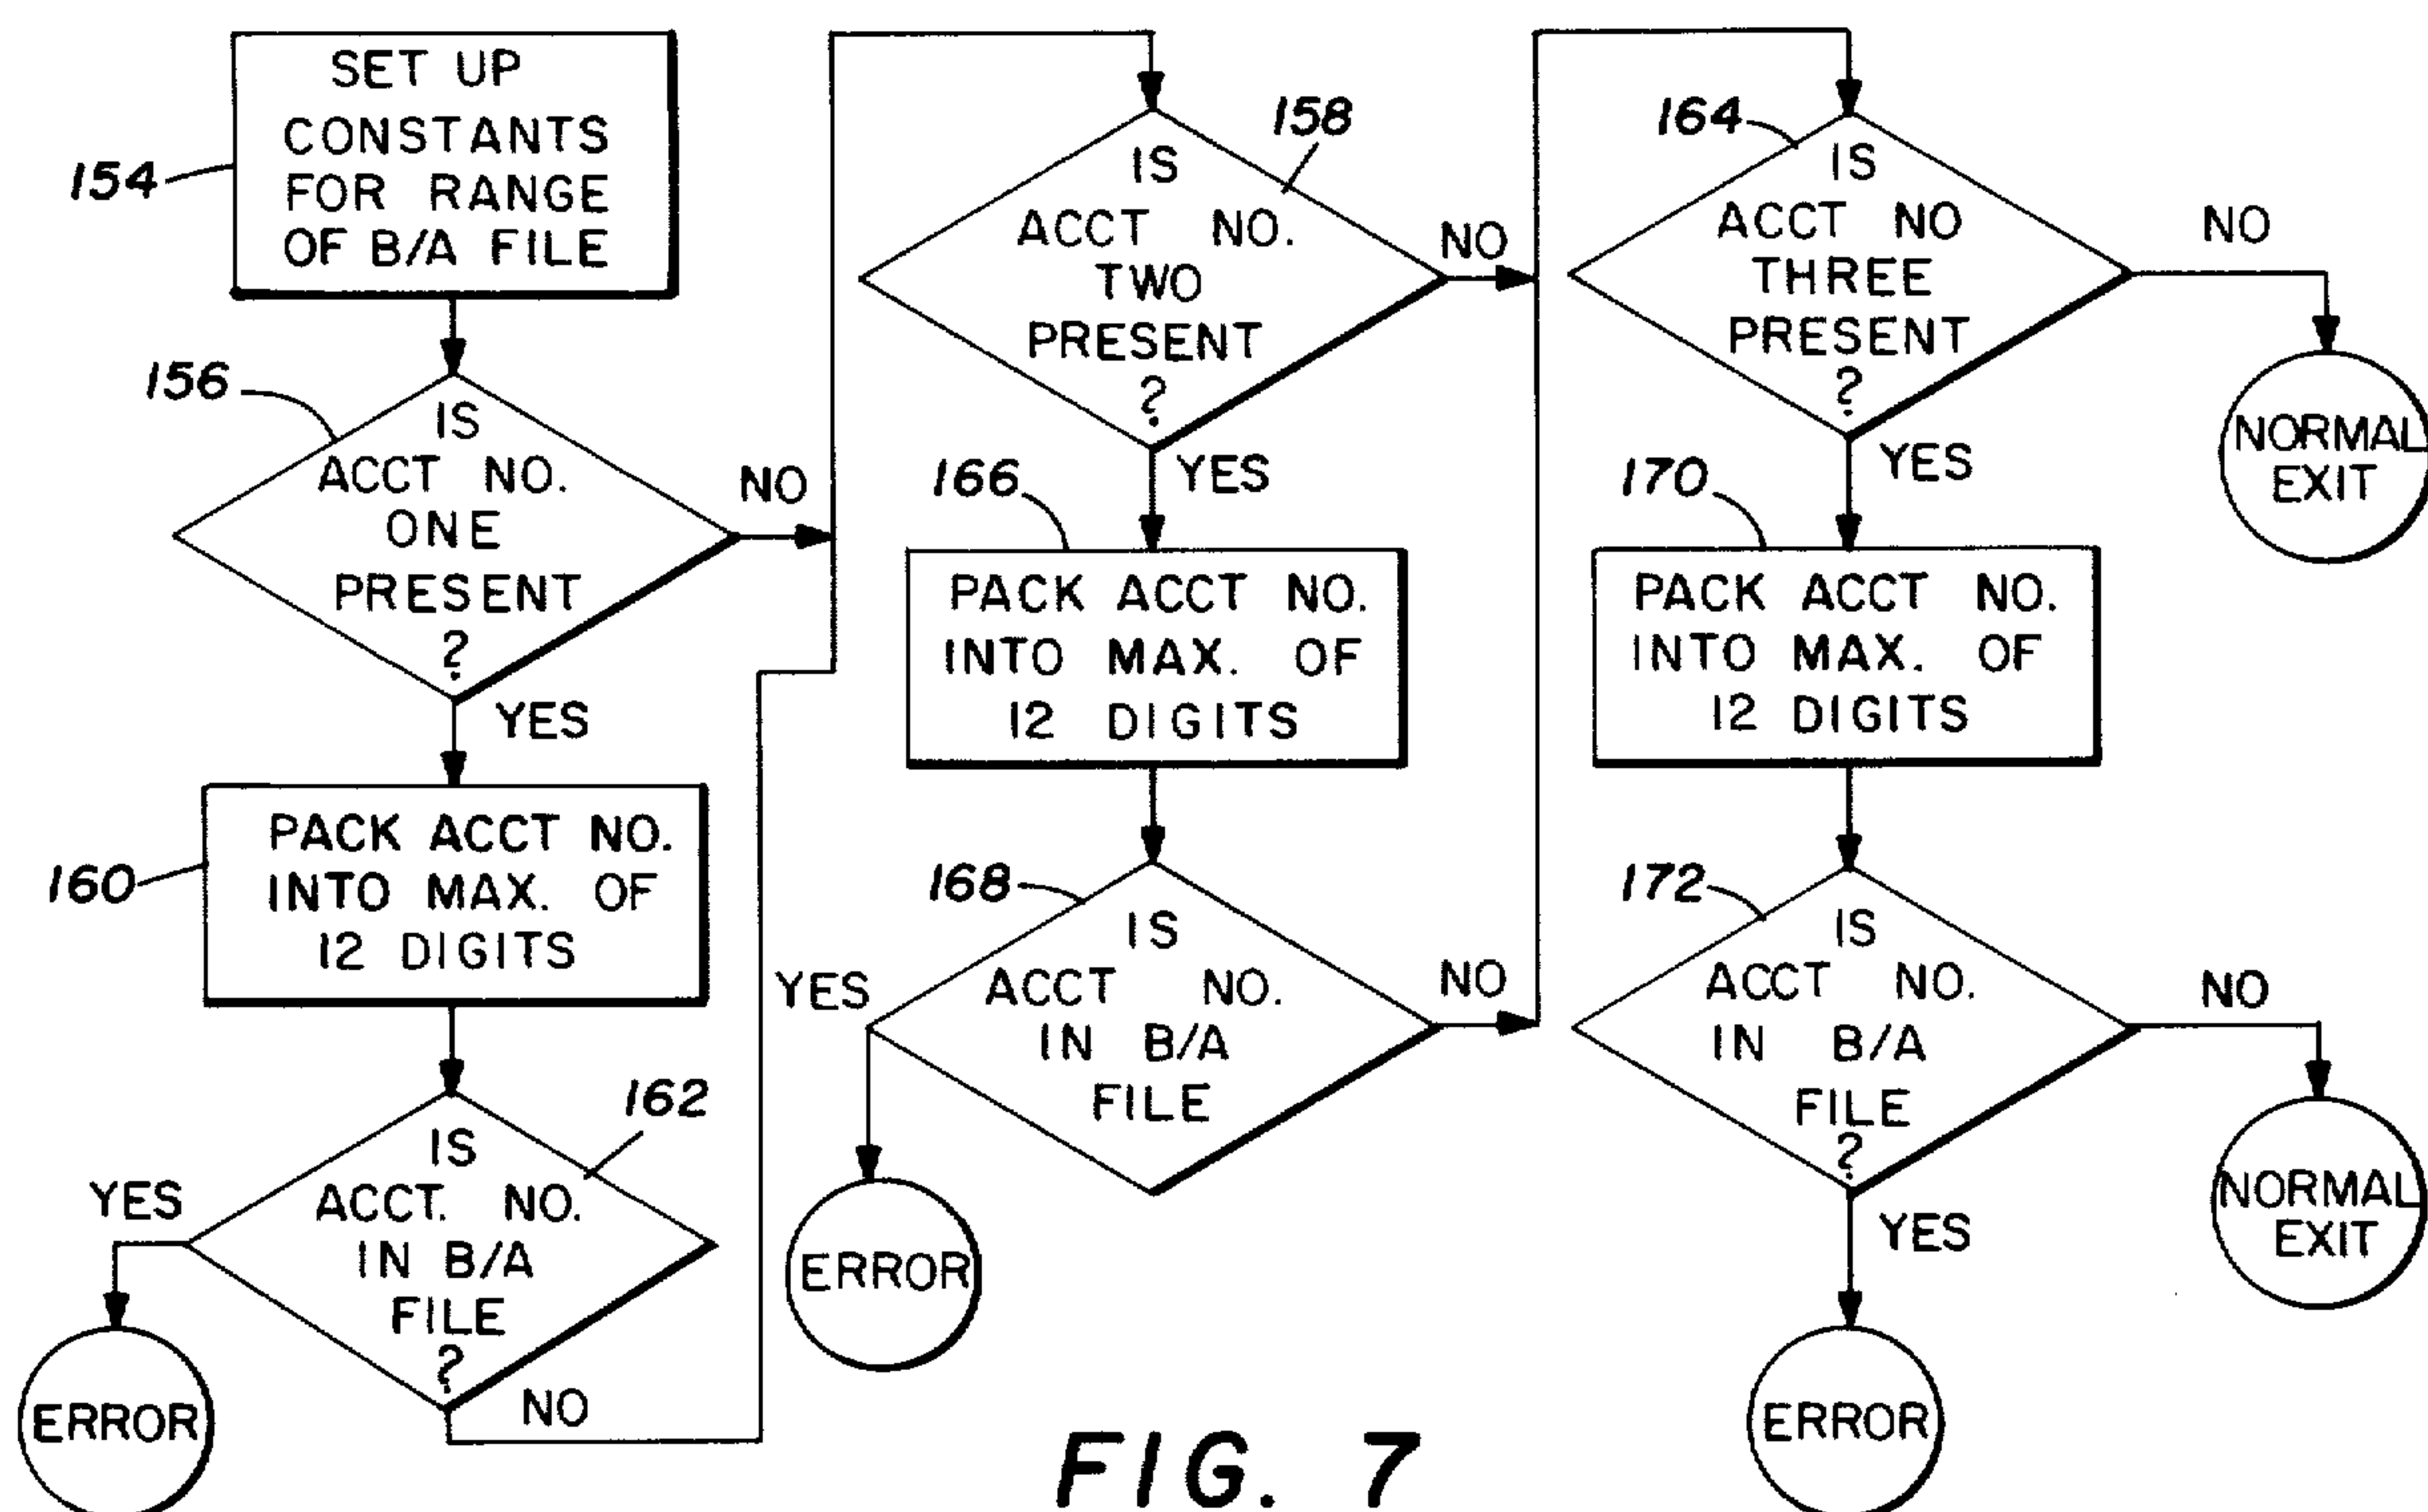 SET UP
CONSTANTS
FOR RANGE
OF B/A FILE
154
156
IS
ACCT NO.
ONE
PRESENT
?
NO
YES
160
PACK ACCT NO.
INTO MAX. OF
12 DIGITS
162
IS
ACCT. NO.
IN B/A
FILE
?
YES
NO
ERROR
158
IS
ACCT NO.
TWO
PRESENT
?
NO
YES
166
PACK ACCT NO.
INTO MAX. OF
12 DIGITS
168
IS
ACCT NO.
IN B/A
FILE
YES
NO
ERROR
164
IS
ACCT NO
THREE
PRESENT
?
NO
NORMAL
EXIT
YES
170
PACK ACCT NO.
INTO MAX. OF
12 DIGITS
172
IS
ACCT NO.
IN B/A
FILE
?
NO
NORMAL
EXIT
YES
ERROR
FIG. 7